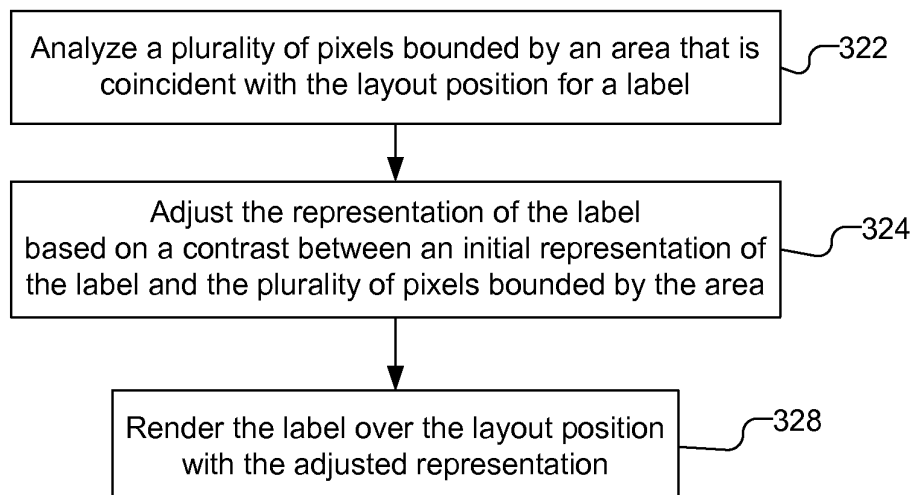 Analyze a plurality of pixels bounded by an area that is
coincident with the layout position for a label
322
Adjust the representation of the label
based on a contrast between an initial representation of
the label and the plurality of pixels bounded by the area
324
Render the label over the layout position
with the adjusted representation
328